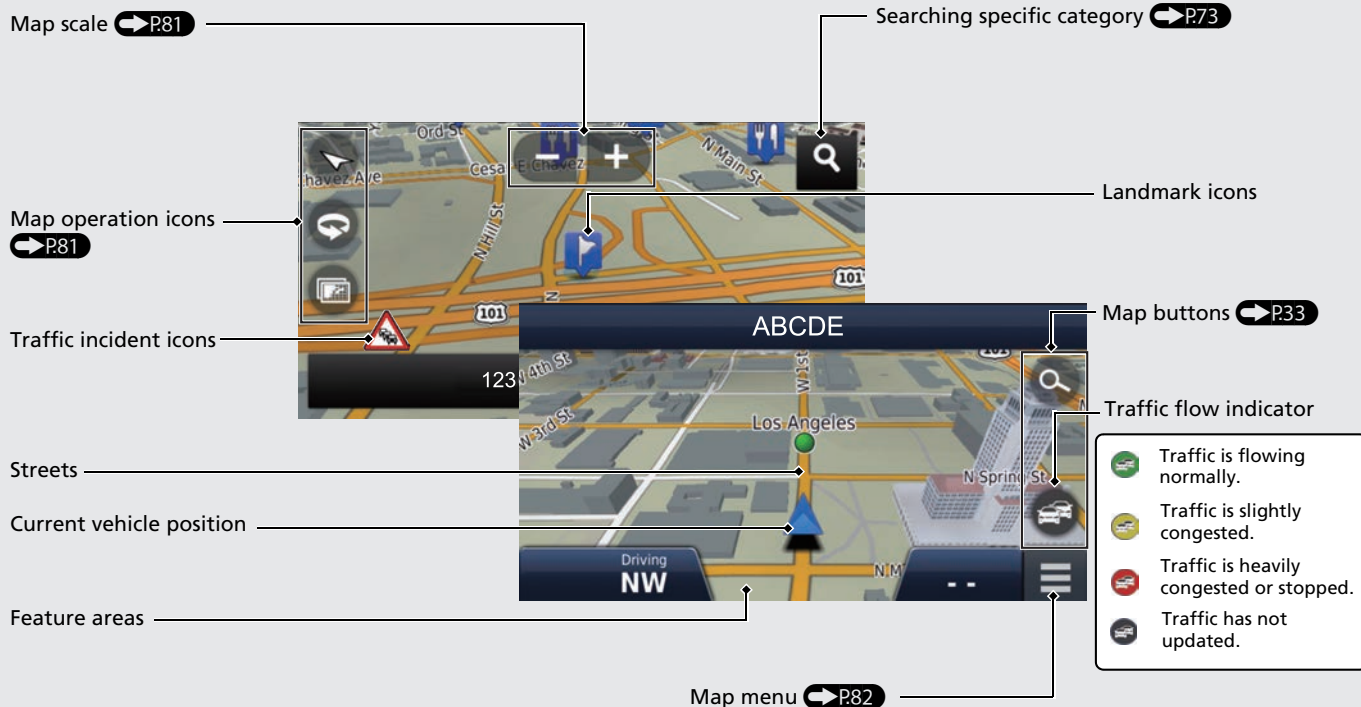 Map scale P.81
Searching specific category P.73
Ord St
N Main St
Cesa E Chavez
havez Ave
N Hill St
Landmark icons
Map operation icons
P.81
101
101
N
Map buttons P.33
ABCDE
Traffic incident icons
123
W 4th St
W 1st
101
Traffic flow indicator
Los Angeles
W 3rd St
Streets
N Spring St
Traffic is flowing
normally.
Traffic is slightly
congested.
Traffic is heavily
congested or stopped.
Traffic has not
updated.
Current vehicle position
Driving
NW
N M
- -
Feature areas
Map menu P.82